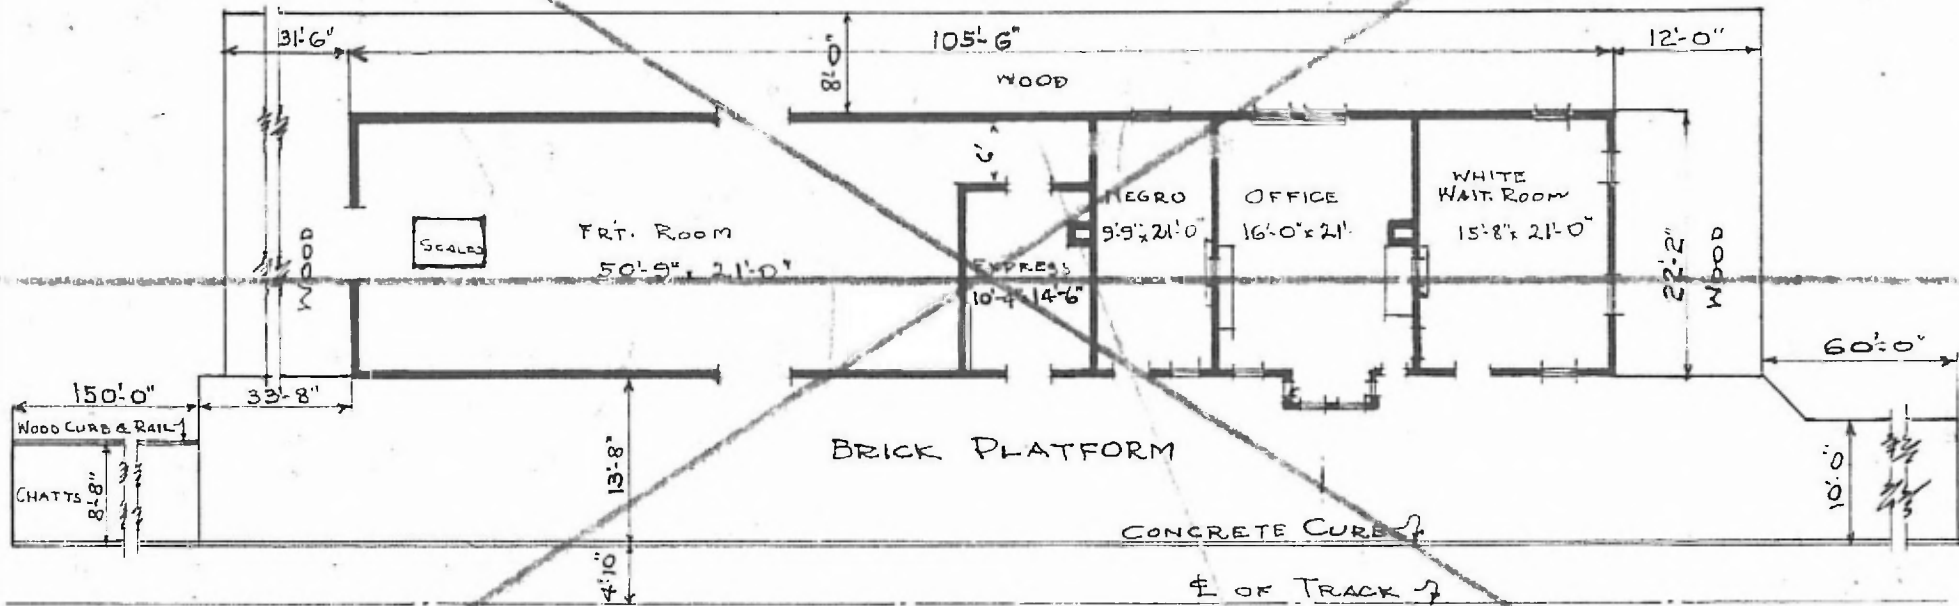 31'-6"
8'-0"
105'-6"
12'-0"
WOOD
6'
WOOD
SCALES
FRT. ROOM
50'-9" x 21'-0"
EXPRESS
10'-4" x 14'-6"
NEGRO
9'-9" x 21'-0"
OFFICE
16'-0" x 21'-
WHITE
WAIT. ROOM
15'-8" x 21'-0"
22'-2"
WOOD
60'-0"
150'-0"
33'-8"
WOOD CURB & RAIL
CHATTS
8'-8"
13'-8"
BRICK PLATFORM
10'-0"
CONCRETE CURB
4'-10"
℄ OF TRACK